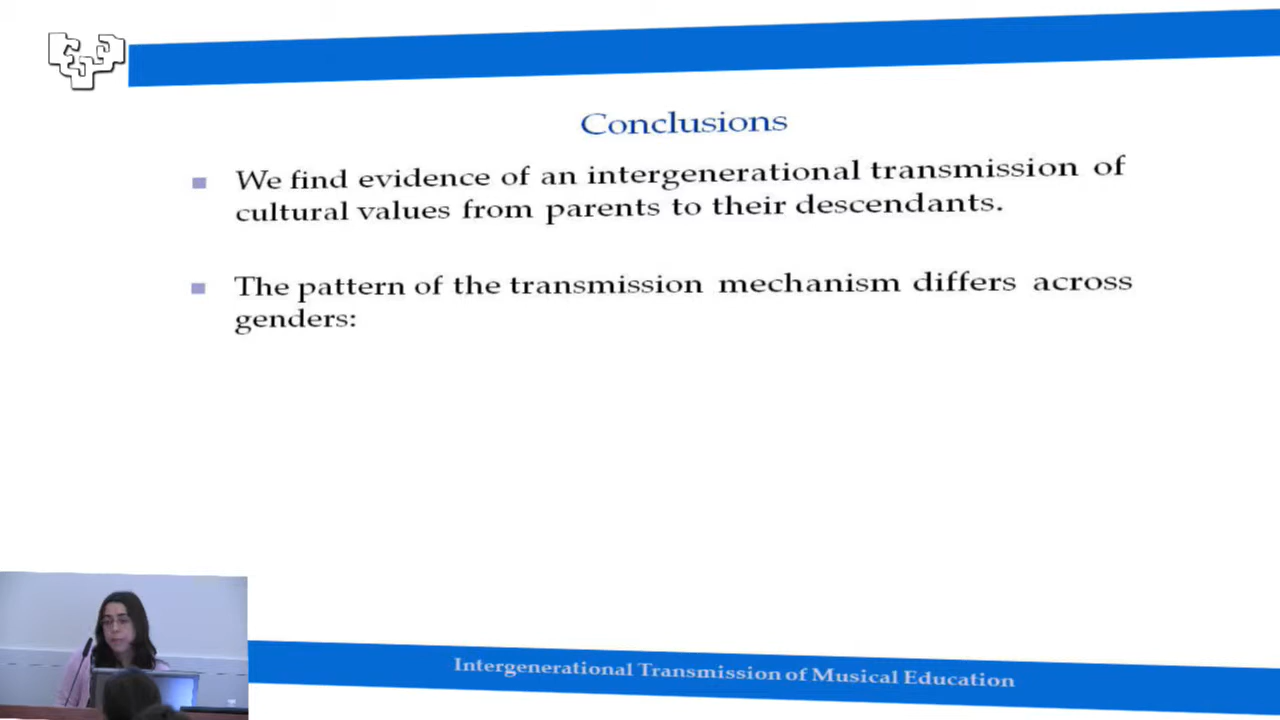 Conclusions
We find evidence of an intergenerational transmission of
cultural values from parents to their descendants.
The pattern of the transmission mechanism differs across
genders:
Intergenerational Transmission of Musical Education